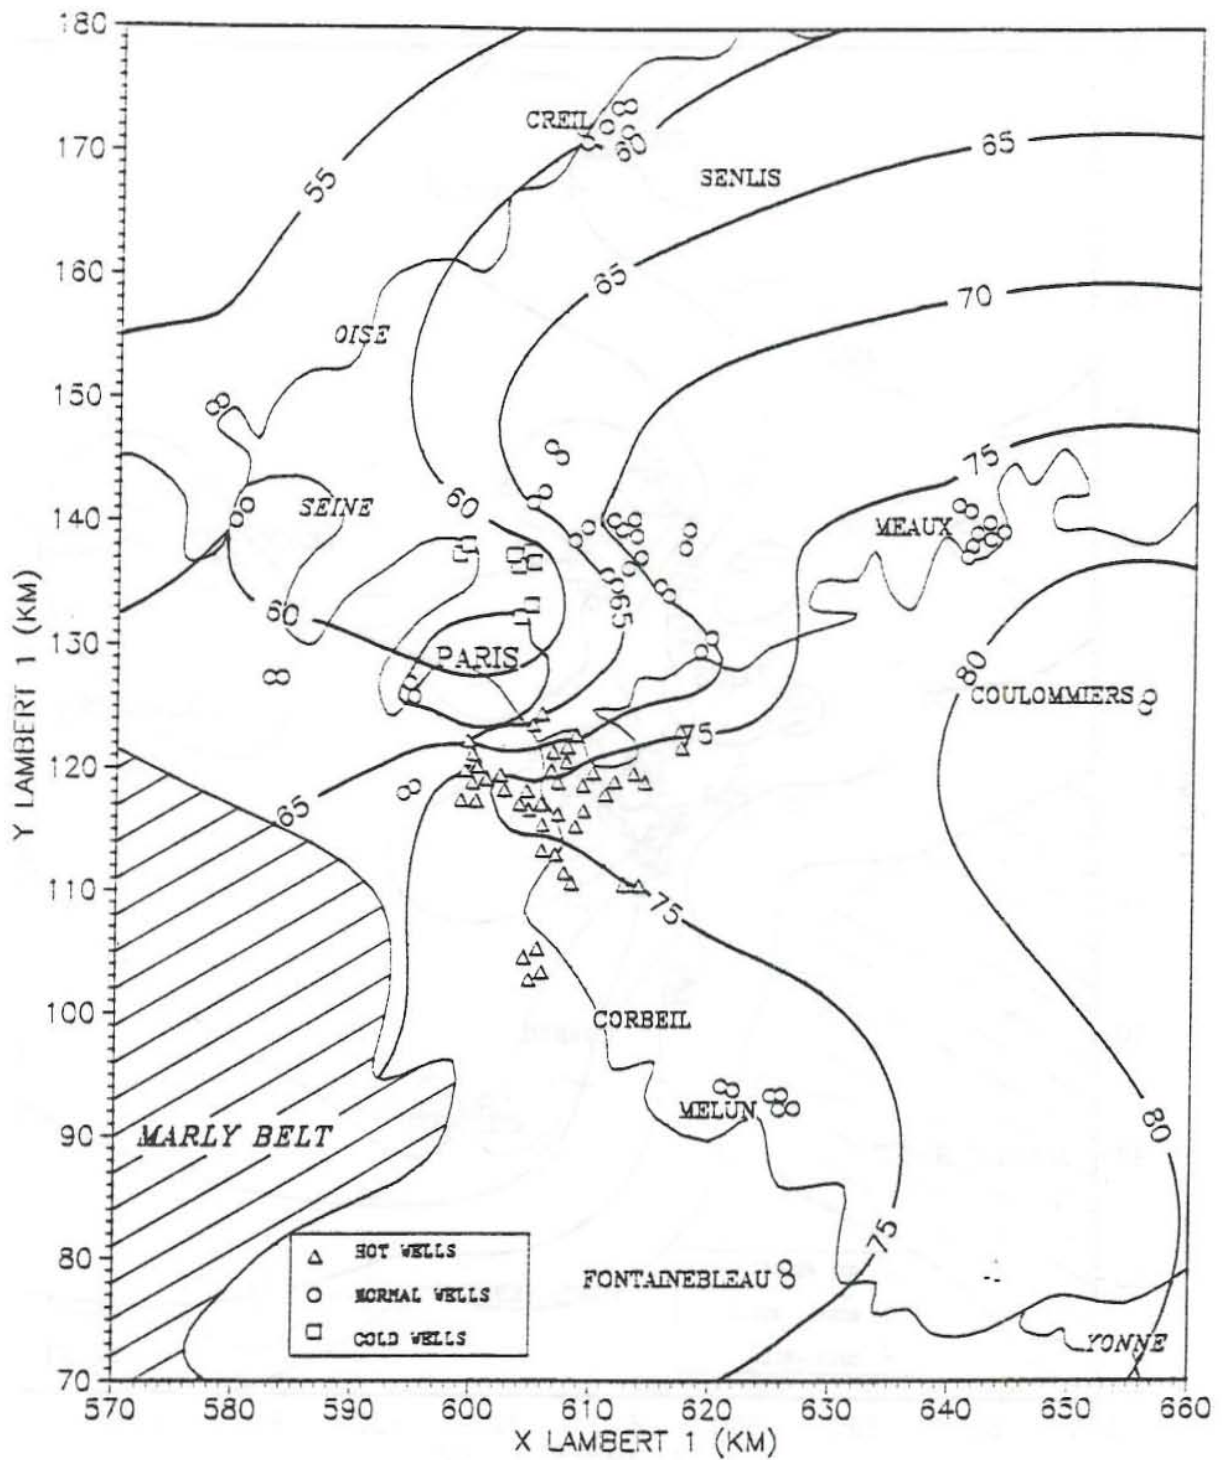 180
170
160
150
140
130
120
110
100
90
80
70
Y LAMBERT 1 (KM)
CREIL
60
SENLIS
65
55
65
70
OISE
75
SEINE
60
MEAUX
60
65
PARIS
80
COULOMMIERS
75
65
75
CORBEIL
MELUN
80
MARLY BELT
75
HOT WELLS
NORMAL WELLS
COLD WELLS
FONTAINEBLEAU
YONNE
570 580 590 600 610 620 630 640 650 660
X LAMBERT 1 (KM)